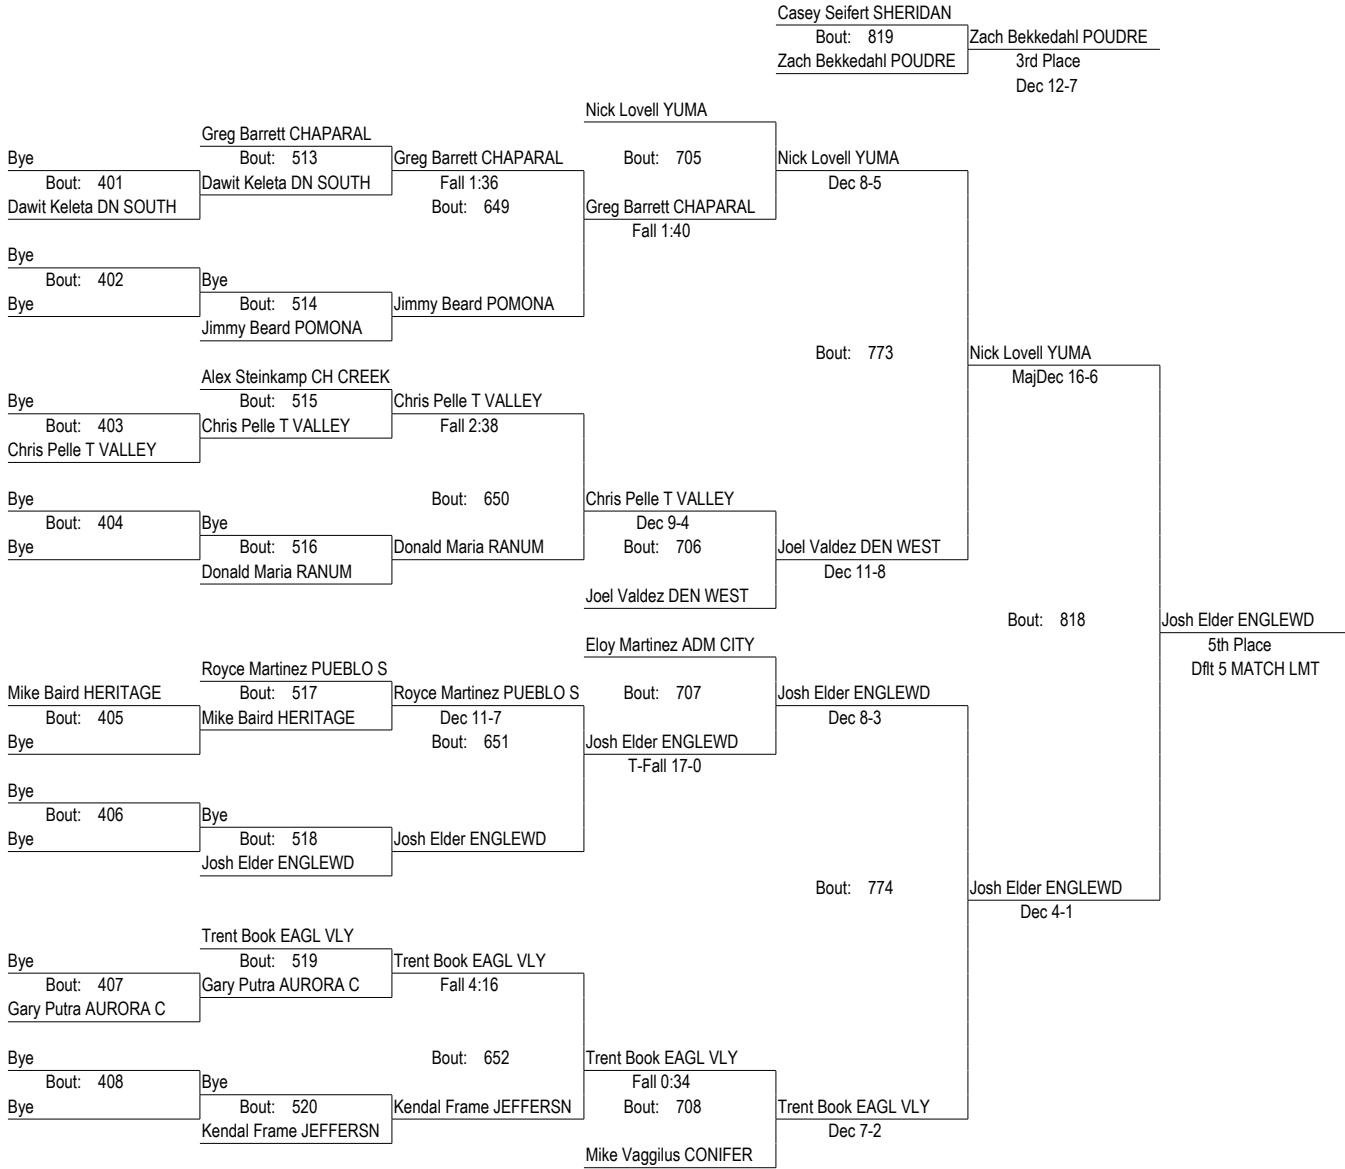 Casey Seifert SHERIDAN
Bout: 819
Zach Bekkedahl POUDRE
Zach Bekkedahl POUDRE
3rd Place
Dec 12-7
Nick Lovell YUMA
Greg Barrett CHAPARAL
Bye
Bout: 513
Greg Barrett CHAPARAL
Bout: 705
Nick Lovell YUMA
Bout: 401
Dawit Keleta DN SOUTH
Fall 1:36
Dec 8-5
Dawit Keleta DN SOUTH
Bout: 649
Greg Barrett CHAPARAL
Fall 1:40
Bye
Bout: 402
Bye
Bye
Bout: 514
Jimmy Beard POMONA
Jimmy Beard POMONA
Bout: 773
Nick Lovell YUMA
Alex Steinkamp CH CREEK
MajDec 16-6
Bye
Bout: 515
Chris Pelle T VALLEY
Bout: 403
Chris Pelle T VALLEY
Fall 2:38
Chris Pelle T VALLEY
Bye
Bout: 650
Chris Pelle T VALLEY
Bout: 404
Bye
Dec 9-4
Bye
Bout: 516
Donald Maria RANUM
Bout: 706
Joel Valdez DEN WEST
Donald Maria RANUM
Dec 11-8
Joel Valdez DEN WEST
Bout: 818
Josh Elder ENGLEWD
Eloy Martinez ADM CITY
5th Place
Royce Martinez PUEBLO S
Dflt 5 MATCH LMT
Mike Baird HERITAGE
Bout: 517
Royce Martinez PUEBLO S
Bout: 707
Josh Elder ENGLEWD
Bout: 405
Mike Baird HERITAGE
Dec 11-7
Dec 8-3
Bye
Bout: 651
Josh Elder ENGLEWD
T-Fall 17-0
Bye
Bout: 406
Bye
Bye
Bout: 518
Josh Elder ENGLEWD
Josh Elder ENGLEWD
Bout: 774
Josh Elder ENGLEWD
Dec 4-1
Trent Book EAGL VLY
Bye
Bout: 519
Trent Book EAGL VLY
Bout: 407
Gary Putra AURORA C
Fall 4:16
Gary Putra AURORA C
Bye
Bout: 652
Trent Book EAGL VLY
Bout: 408
Bye
Fall 0:34
Bye
Bout: 520
Kendal Frame JEFFERSN
Bout: 708
Trent Book EAGL VLY
Kendal Frame JEFFERSN
Dec 7-2
Mike Vaggilus CONIFER